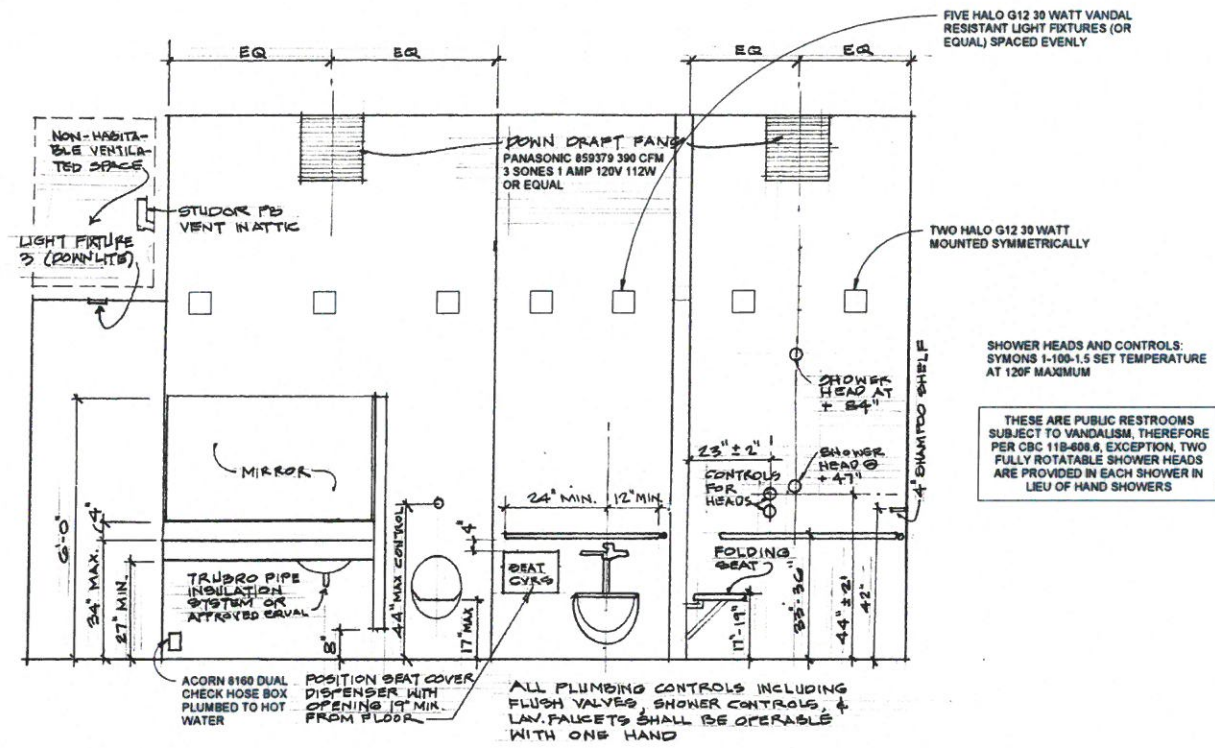 FIVE HALO G12 30 WATT VANDAL
RESISTANT LIGHT FIXTURES (OR
EQUAL) SPACED EVENLY
EQ
EQ
EQ
EQ
NON-HABITA-
BLE VENTILA-
TED SPACE
DOWN DRAFT FANS
PANASONIC 859379 390 CFM
3 SONES 1 AMP 120V 112W
OR EQUAL
STUDOR PB
VENT IN ATTIC
LIGHT FIXTURE
3 (DOWNLITE)
TWO HALO G12 30 WATT
MOUNTED SYMMETRICALLY
SHOWER HEADS AND CONTROLS:
SYMONS 1-100-1.5 SET TEMPERATURE
AT 120F MAXIMUM
THESE ARE PUBLIC RESTROOMS
SUBJECT TO VANDALISM, THEREFORE
PER CBC 11B-608.6, EXCEPTION, TWO
FULLY ROTATABLE SHOWER HEADS
ARE PROVIDED IN EACH SHOWER IN
LIEU OF HAND SHOWERS
SHOWER
HEAD AT
+ 84"
4" SHAMPOO SHELF
23" ± 2"
CONTROLS
FOR
HEADS
SHOWER
HEAD @
+47"
MIRROR
24" MIN.
12" MIN.
6'-0"
34" MAX.
4"
27" MIN.
44" MAX CONTROL
4"
SEAT
CVRS
FOLDING
SEAT
TRUBRO PIPE
INSULATION
SYSTEM OR
APPROVED EQUAL
8"
17" MAX
17"-19"
33"-36"
44" ± 2'
42"
ACORN 8160 DUAL
CHECK HOSE BOX
PLUMBED TO HOT
WATER
POSITION SEAT COVER
DISPENSER WITH
OPENING 19" MIN.
FROM FLOOR
ALL PLUMBING CONTROLS INCLUDING
FLUSH VALVES, SHOWER CONTROLS, &
LAV. FAUCETS SHALL BE OPERABLE
WITH ONE HAND